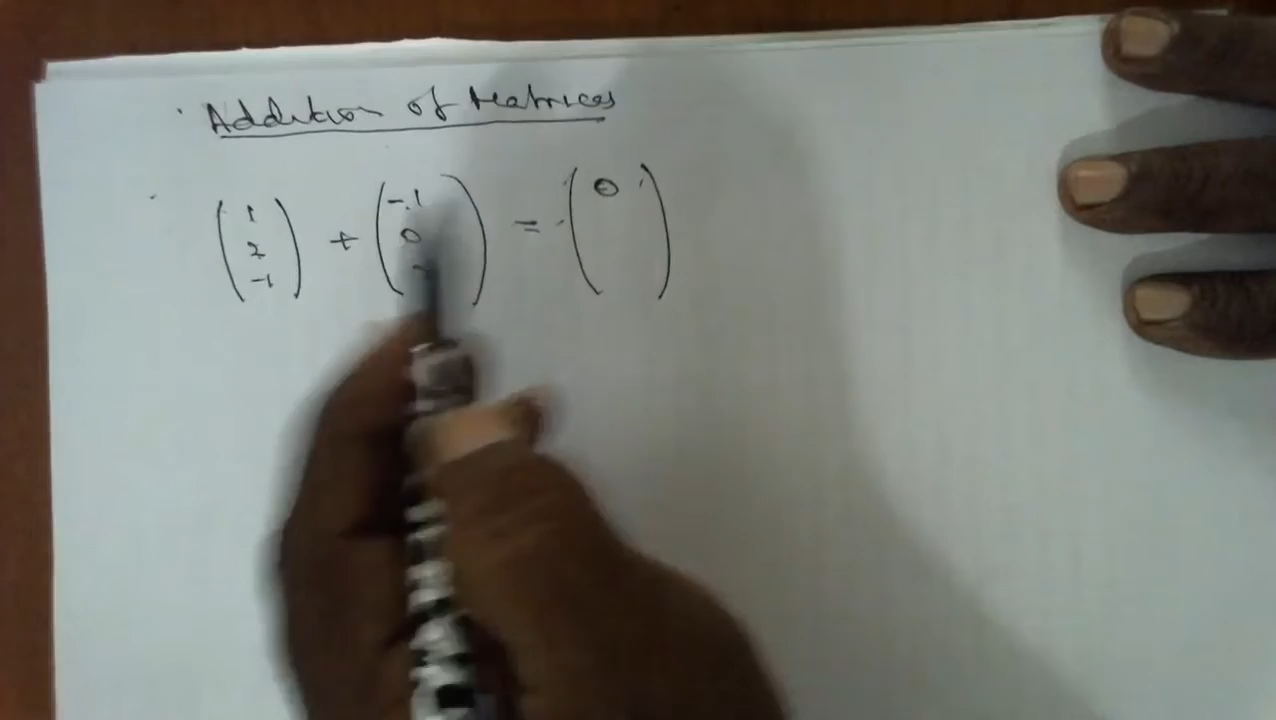 Addition of Matrices
( 1 ) + ( -1 ) = ( 0 )
2 0
-1